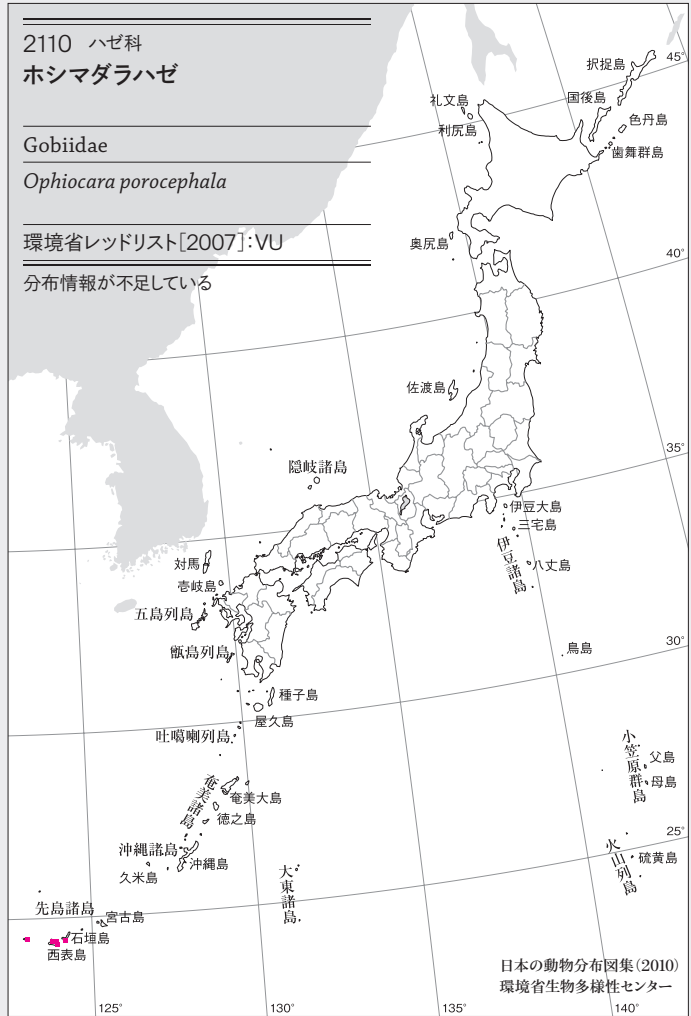 2110 ハゼ科
ホシマダラハゼ
Gobiidae
Ophiocara porocephala
環境省レッドリスト[2007]:VU
分布情報が不足している
択捉島
国後島
色丹島
歯舞群島
礼文島
利尻島
奥尻島
佐渡島
隠岐諸島
対馬
壱岐島
五島列島
甑島列島
種子島
屋久島
吐噶喇列島
奄美諸島
奄美大島
徳之島
沖縄諸島
沖縄島
久米島
先島諸島
宮古島
石垣島
西表島
大東諸島
伊豆大島
三宅島
伊豆諸島
八丈島
鳥島
小笠原群島
父島
母島
火山列島
硫黄島
45°
40°
35°
30°
25°
125°
130°
135°
140°
日本の動物分布図集(2010)
環境省生物多様性センター